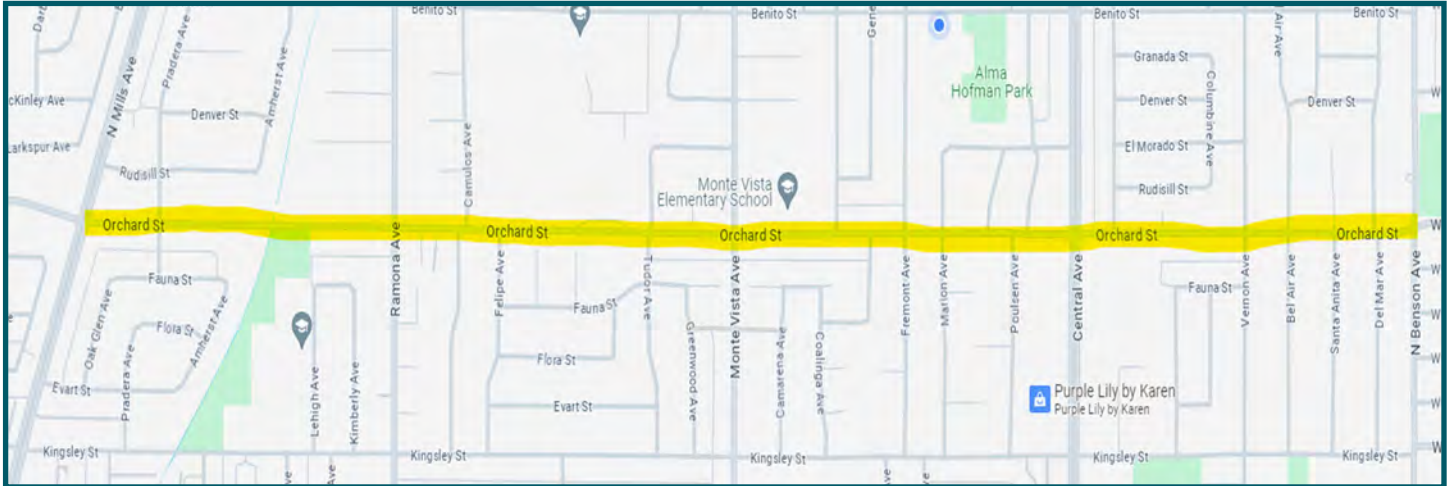 Benito St
Benito St
Benito St
Benito St
Pradera Ave
N Mills Ave
Amherst Ave
Granada St
Alma
Hofman Park
Columbine Ave
Denver St
Denver St
Denver St
Larkspur Ave
El Morado St
Camulos Ave
Rudisill St
Monte Vista
Elementary School
Rudisill St
Orchard St
Orchard St
Orchard St
Orchard St
Orchard St
Ramona Ave
Felipe Ave
Tudor Ave
Monte Vista Ave
Fremont Ave
Marion Ave
Poulsen Ave
Central Ave
Vernon Ave
Bel Air Ave
Santa Anita Ave
Del Mar Ave
N Benson Ave
Fauna St
Fauna St
Fauna St
Oak Glen Ave
Flora St
Amherst Ave
Flora St
Greenwood Ave
Camarena Ave
Coalinga Ave
Evart St
Pradera Ave
Lehigh Ave
Kimberly Ave
Evart St
Purple Lily by Karen
Purple Lily by Karen
Kingsley St
Kingsley St
Kingsley St
Kingsley St
Kingsley St